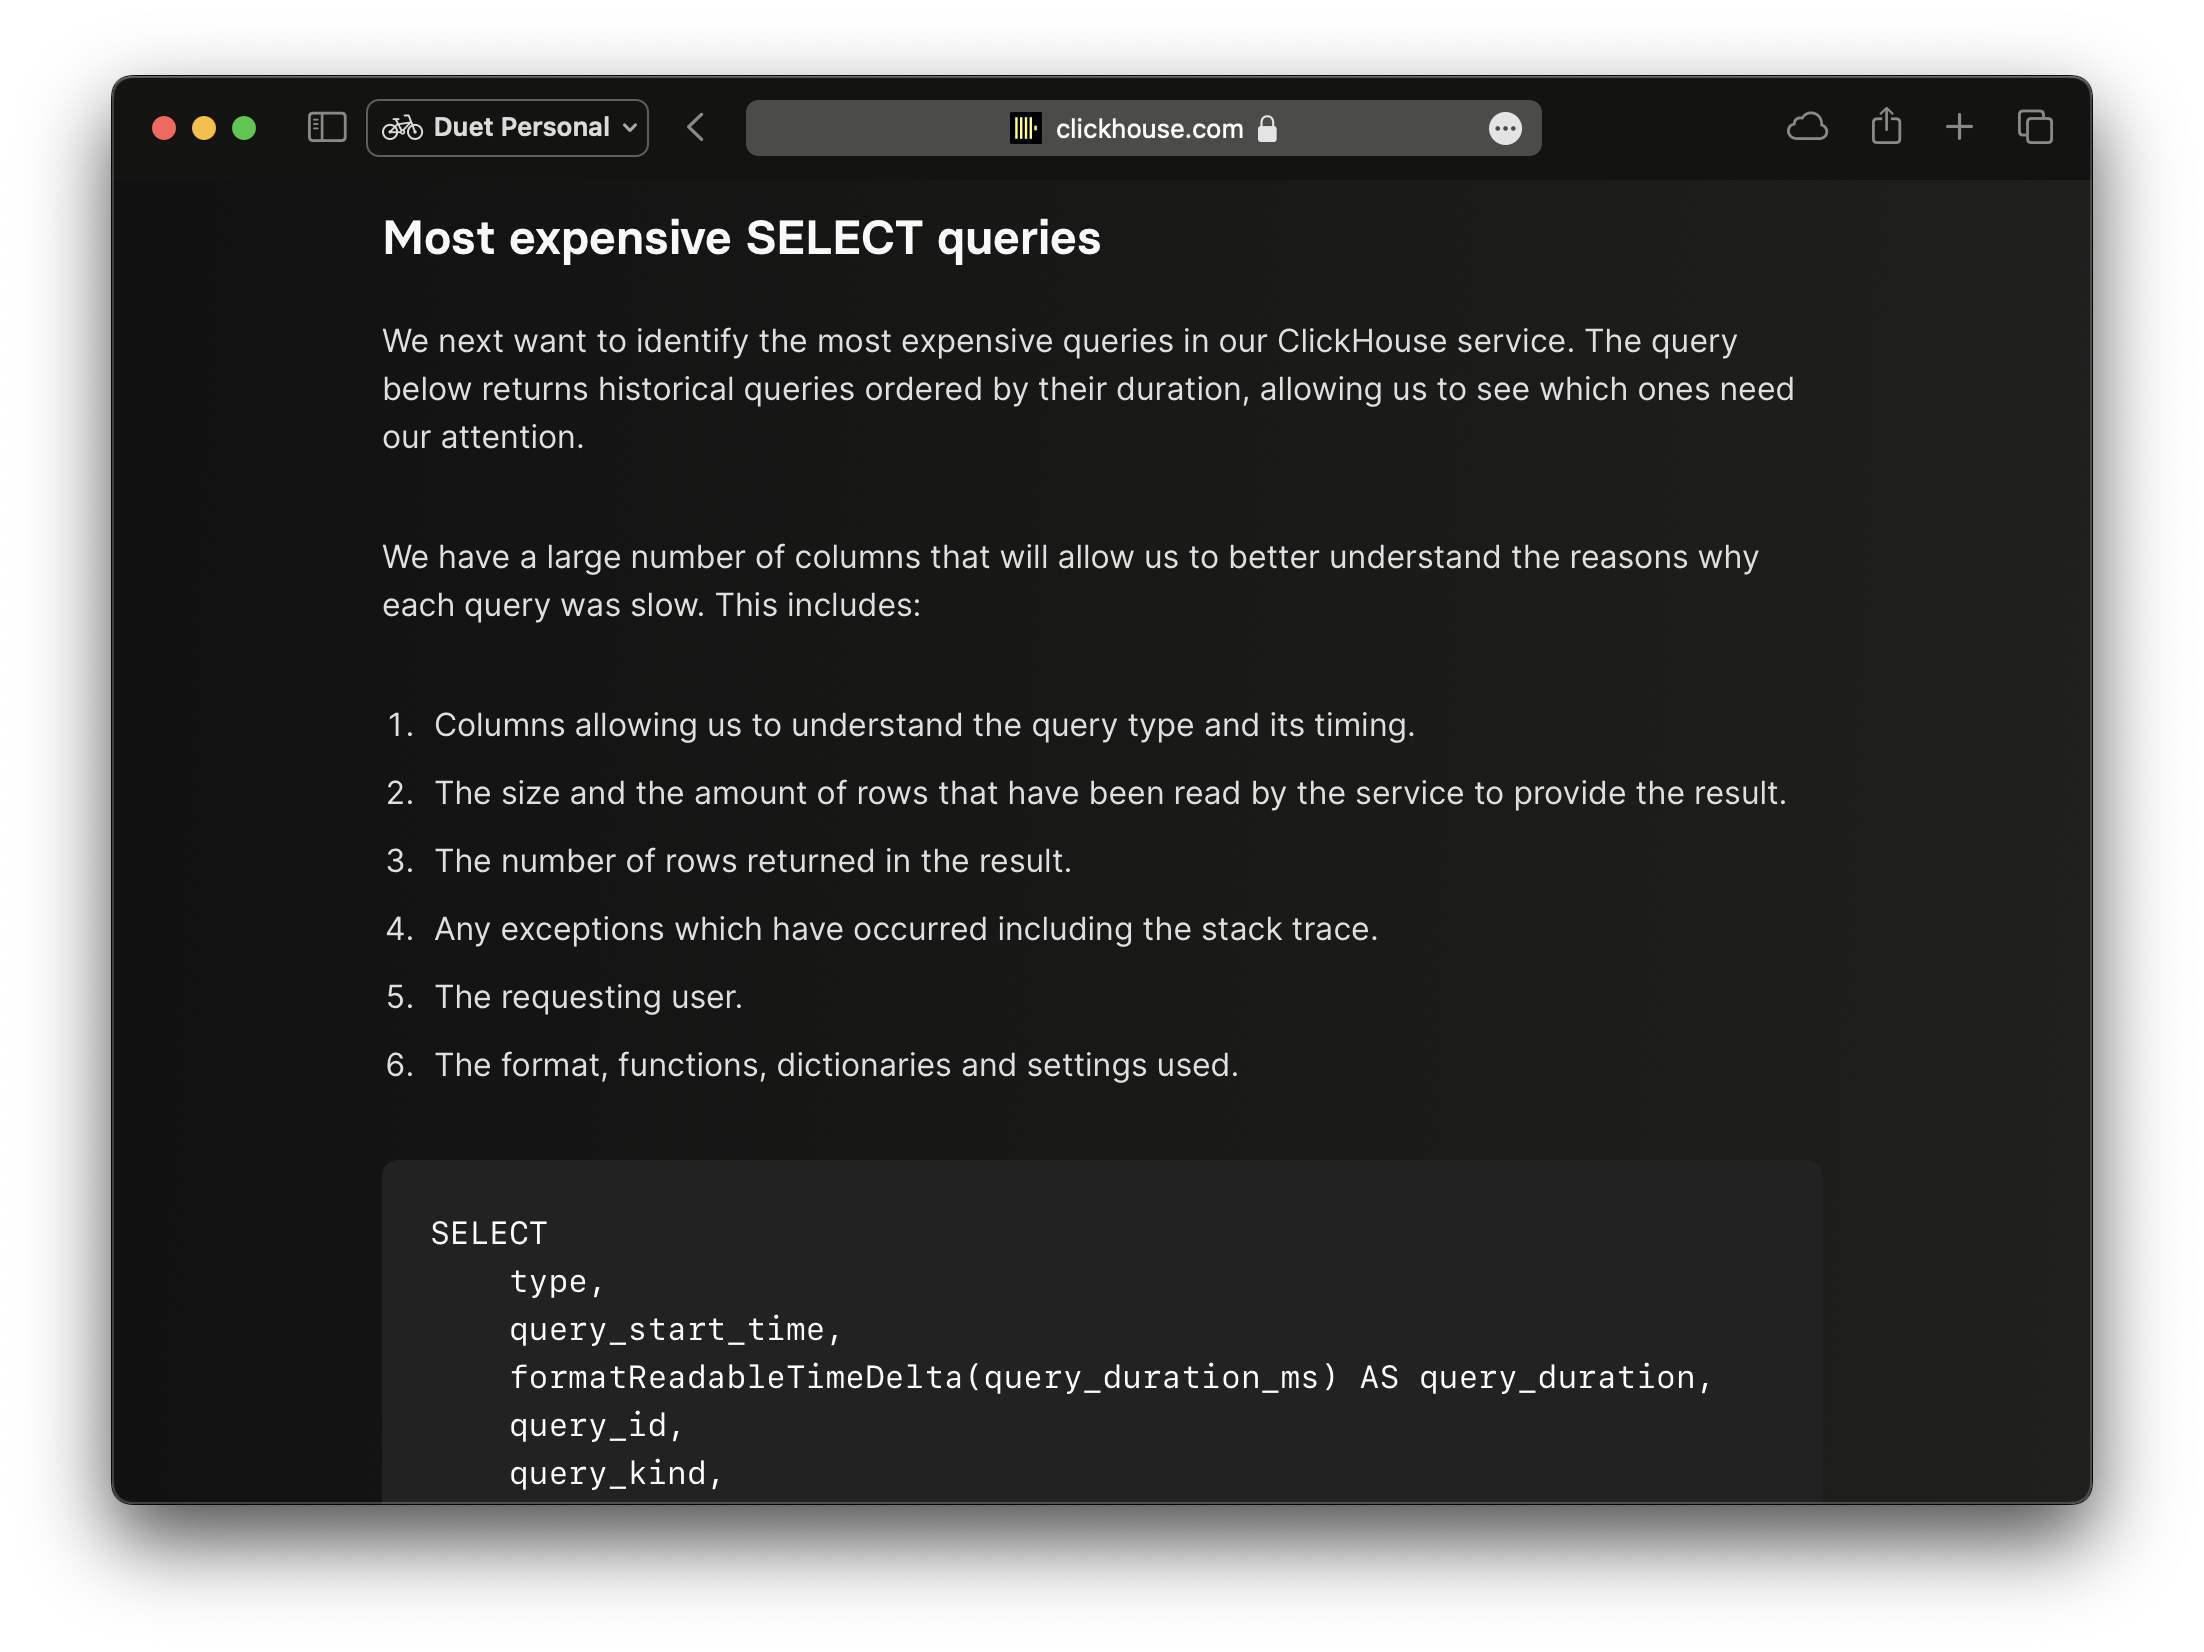 Duet Personal
clickhouse.com
Most expensive SELECT queries
We next want to identify the most expensive queries in our ClickHouse service. The query
below returns historical queries ordered by their duration, allowing us to see which ones need
our attention.
We have a large number of columns that will allow us to better understand the reasons why
each query was slow. This includes:
1. Columns allowing us to understand the query type and its timing.
2. The size and the amount of rows that have been read by the service to provide the result.
3. The number of rows returned in the result.
4. Any exceptions which have occurred including the stack trace.
5. The requesting user.
6. The format, functions, dictionaries and settings used.
SELECT
type,
query_start_time,
formatReadableTimeDelta(query_duration_ms) AS query_duration,
query_id,
query_kind,